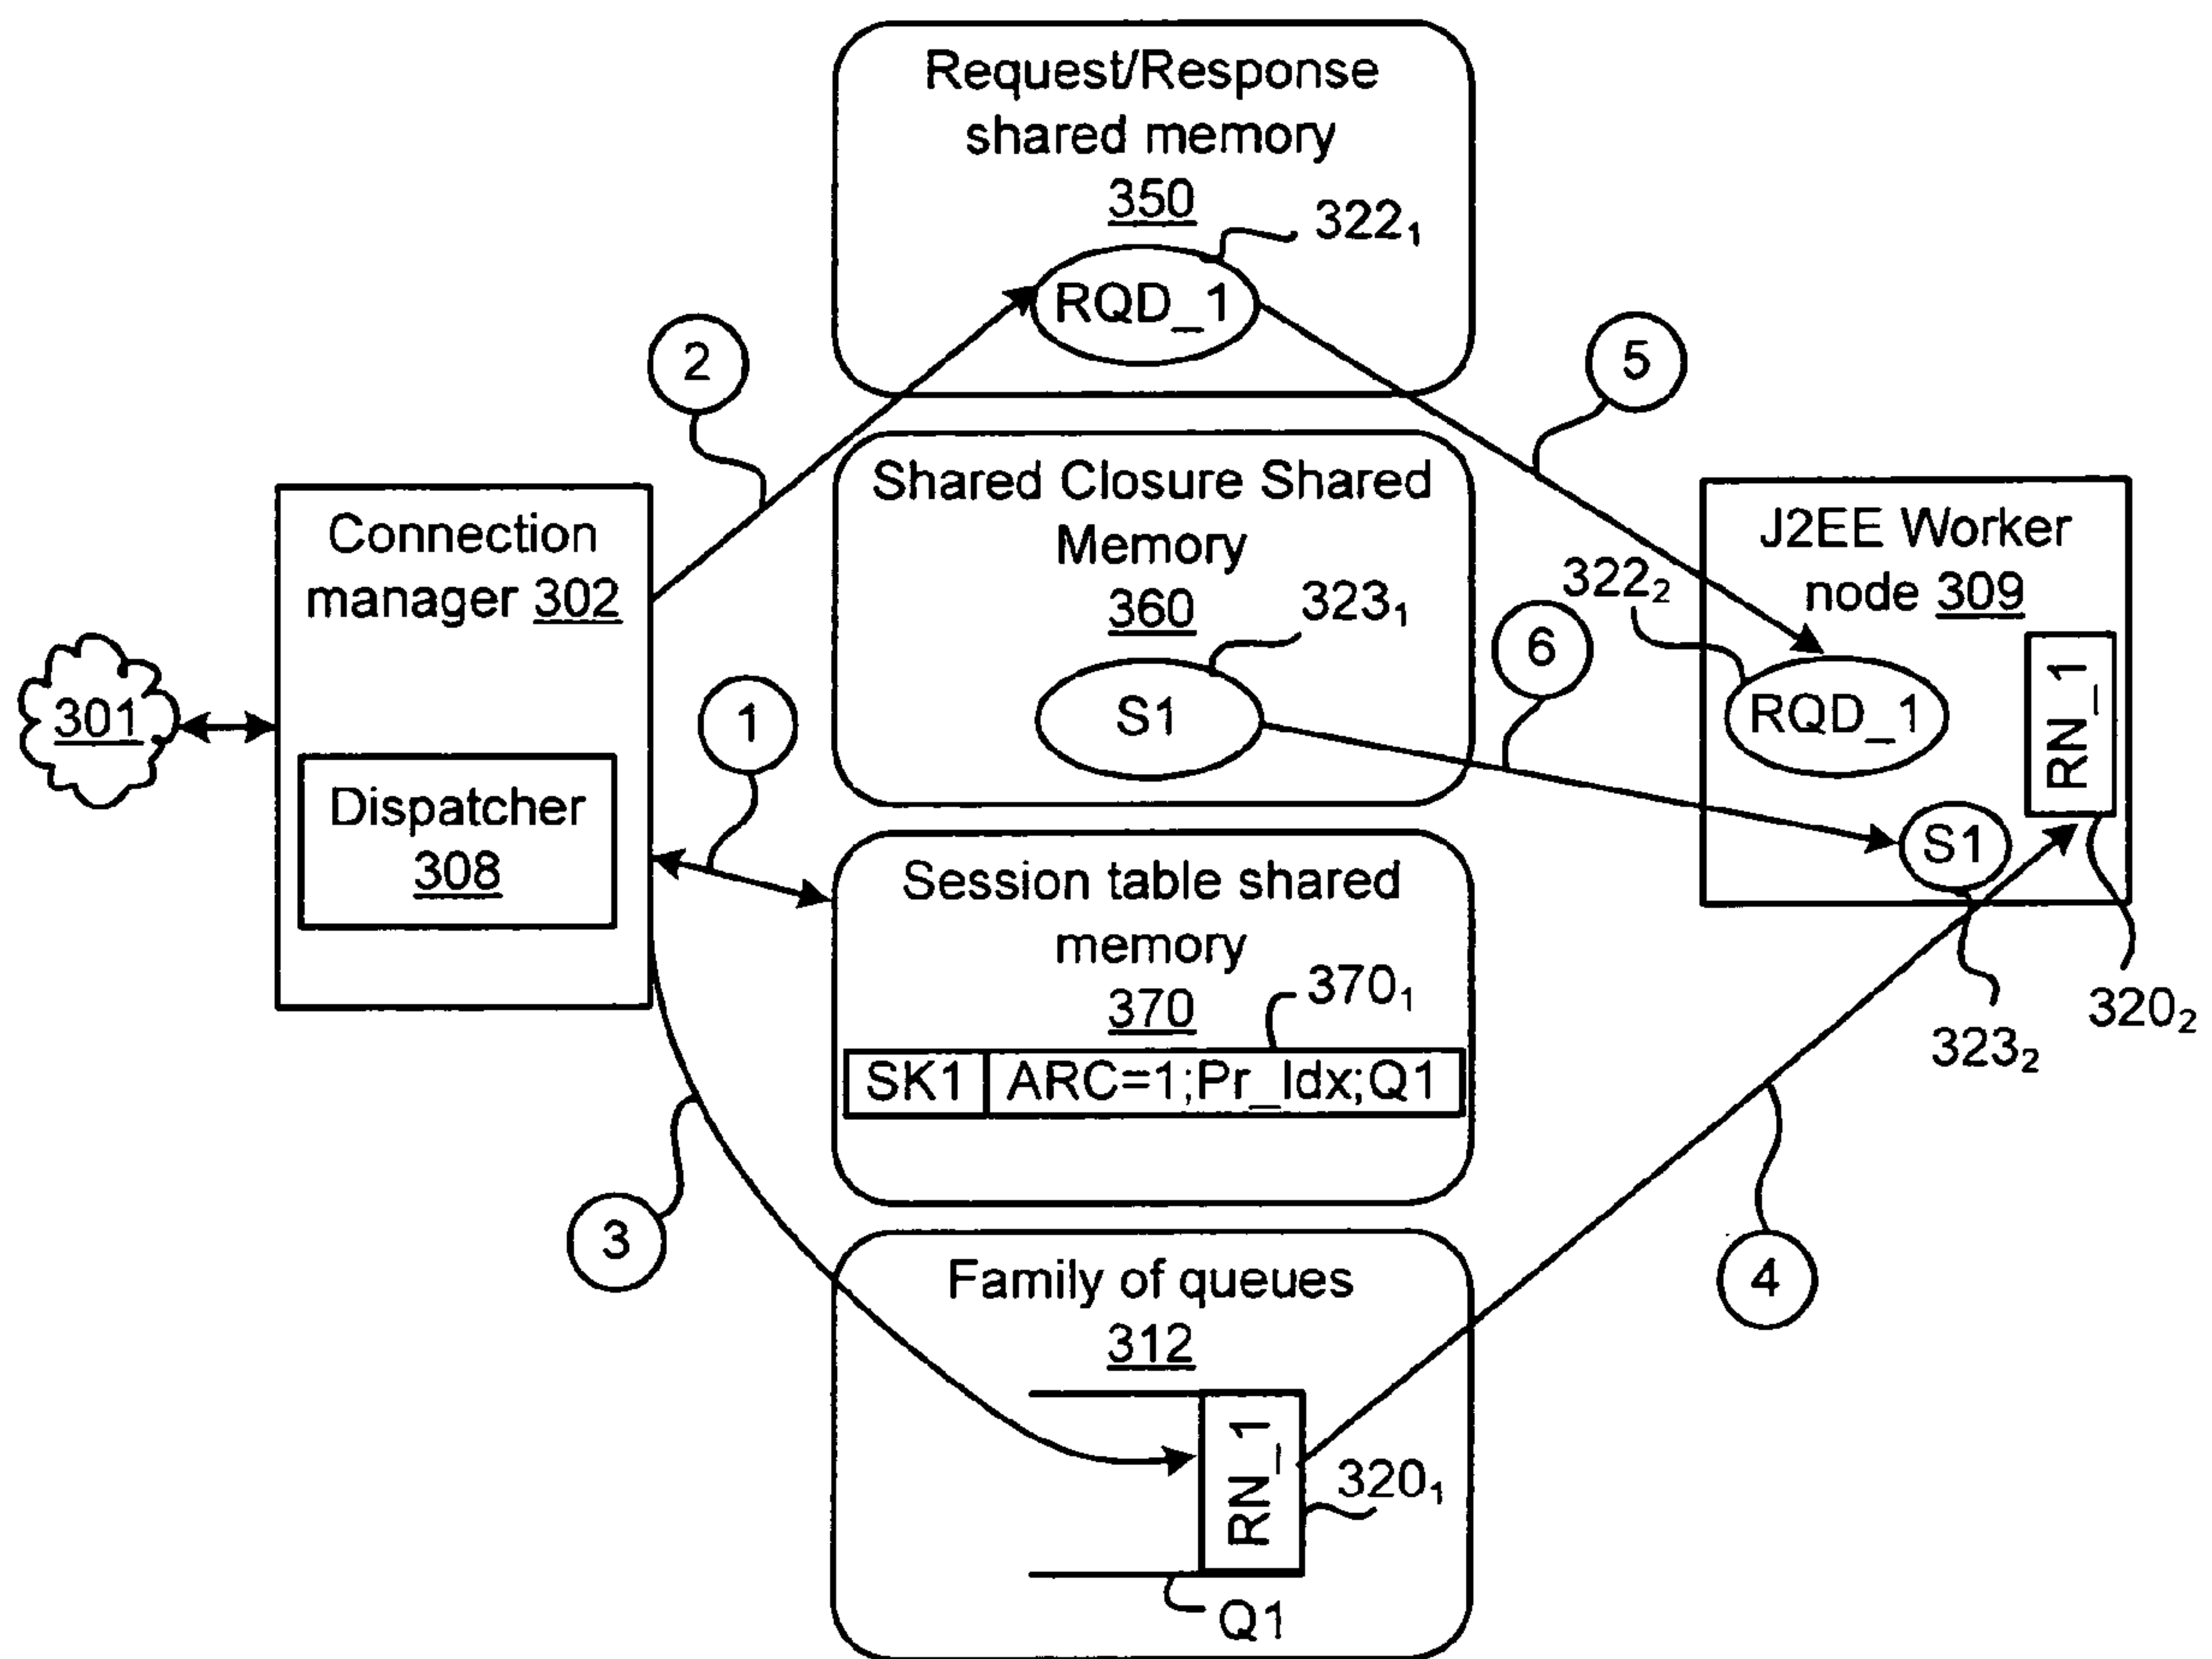 Request/Response
shared memory
350
322₁
RQD_1
2
5
Shared Closure Shared
Memory
360
323₁
S1
6
Connection
manager 302
Dispatcher
308
301
1
J2EE Worker
node 309
322₂
RQD_1
RN_1
S1
323₂
320₂
Session table shared
memory
370
370₁
SK1 ARC=1;Pr_Idx;Q1
3
4
Family of queues
312
RN_1
320₁
Q1